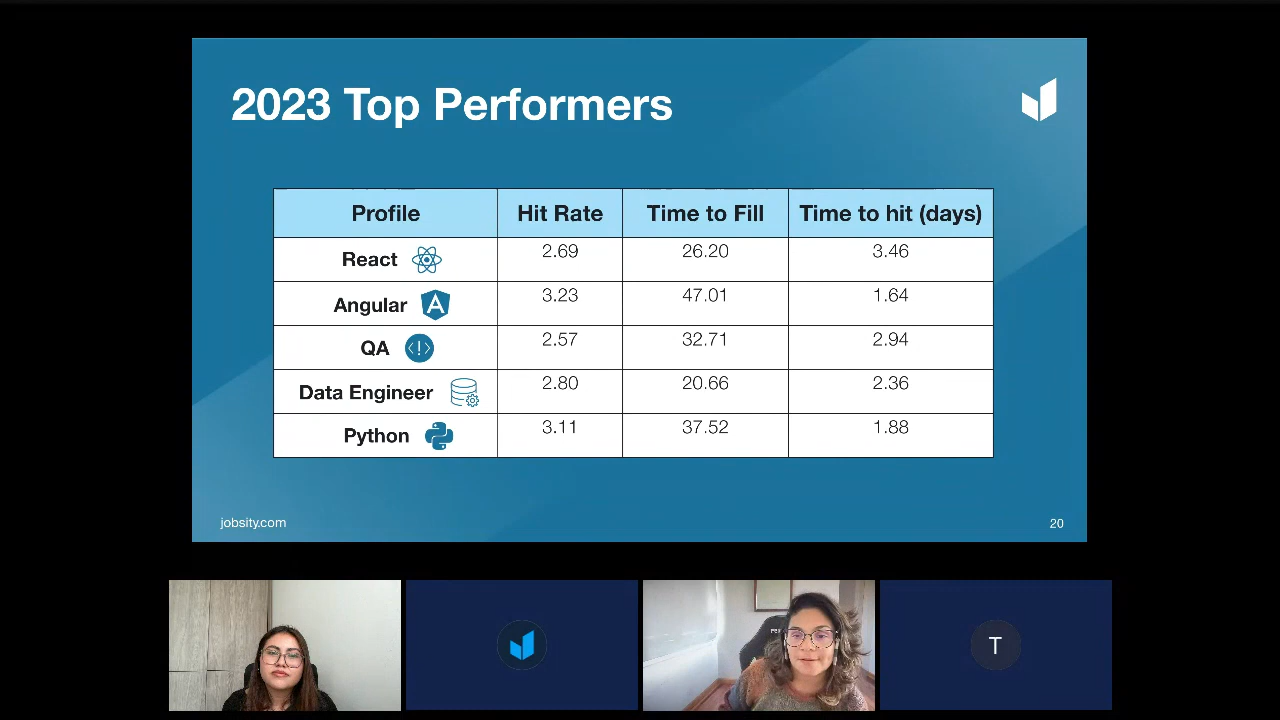 2023 Top Performers
Profile Hit Rate Time to Fill Time to hit (days)
React 2.69 26.20 3.46
Angular 3.23 47.01 1.64
QA 2.57 32.71 2.94
Data Engineer 2.80 20.66 2.36
Python 3.11 37.52 1.88
jobsity.com 20
T